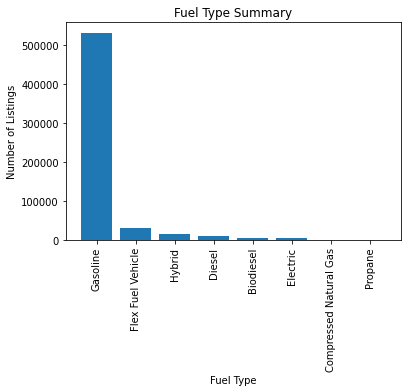 Fuel Type Summary
Number of Listings
500000
400000
300000
200000
100000
0
Gasoline
Flex Fuel Vehicle
Hybrid
Diesel
Biodiesel
Electric
Compressed Natural Gas
Propane
Fuel Type